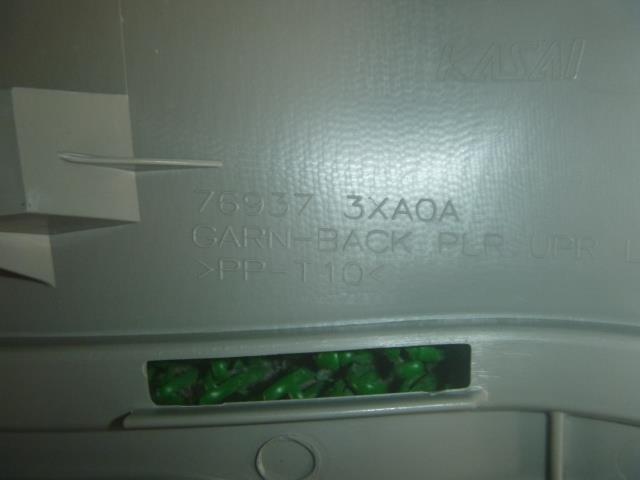 KASAI
76937 3XA0A
GARN-BACK PLR UPR L
>PP-T10<